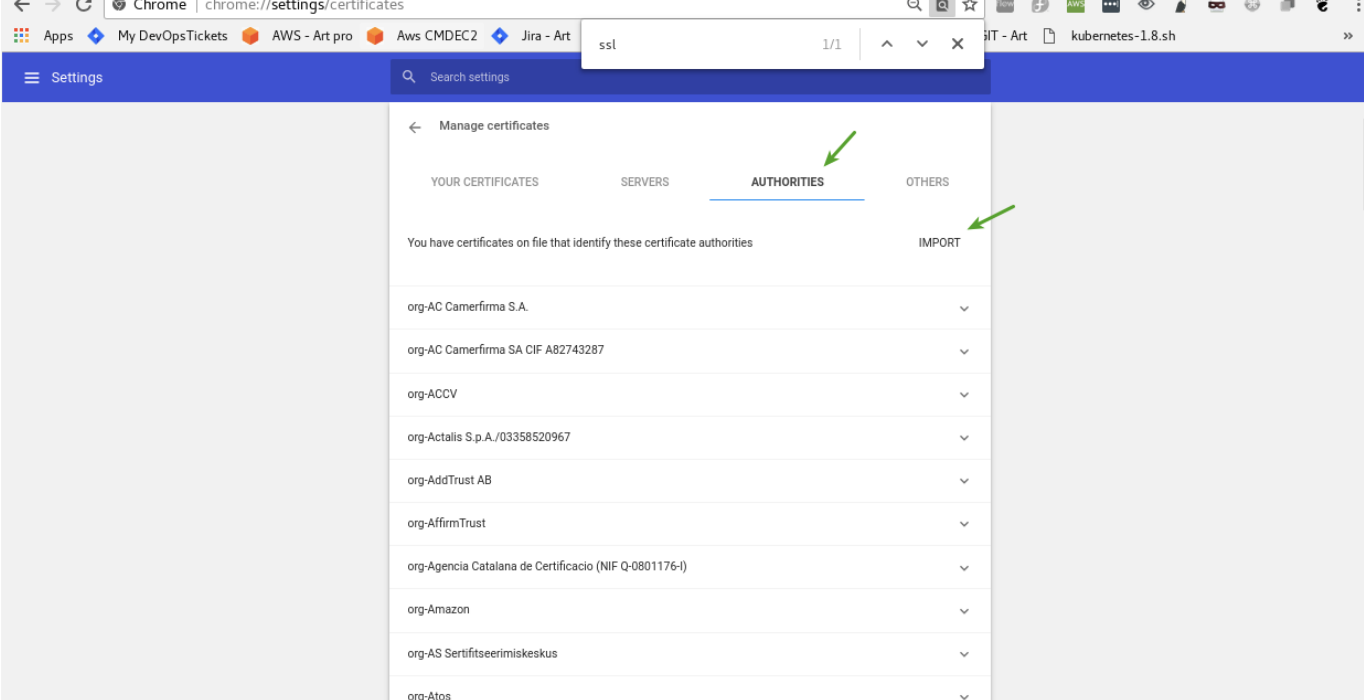 Chrome | chrome://settings/certificates
ssl 1/1
Apps My DevOpsTickets AWS - Art pro Aws CMDEC2 Jira - Art GIT - Art kubernetes-1.8.sh »
Settings
Search settings
Manage certificates
YOUR CERTIFICATES SERVERS AUTHORITIES OTHERS
You have certificates on file that identify these certificate authorities IMPORT
org-AC Camerfirma S.A.
org-AC Camerfirma SA CIF A82743287
org-ACCV
org-Actalis S.p.A./03358520967
org-AddTrust AB
org-AffirmTrust
org-Agencia Catalana de Certificacio (NIF Q-0801176-I)
org-Amazon
org-AS Sertifitseerimiskeskus
org-Atos